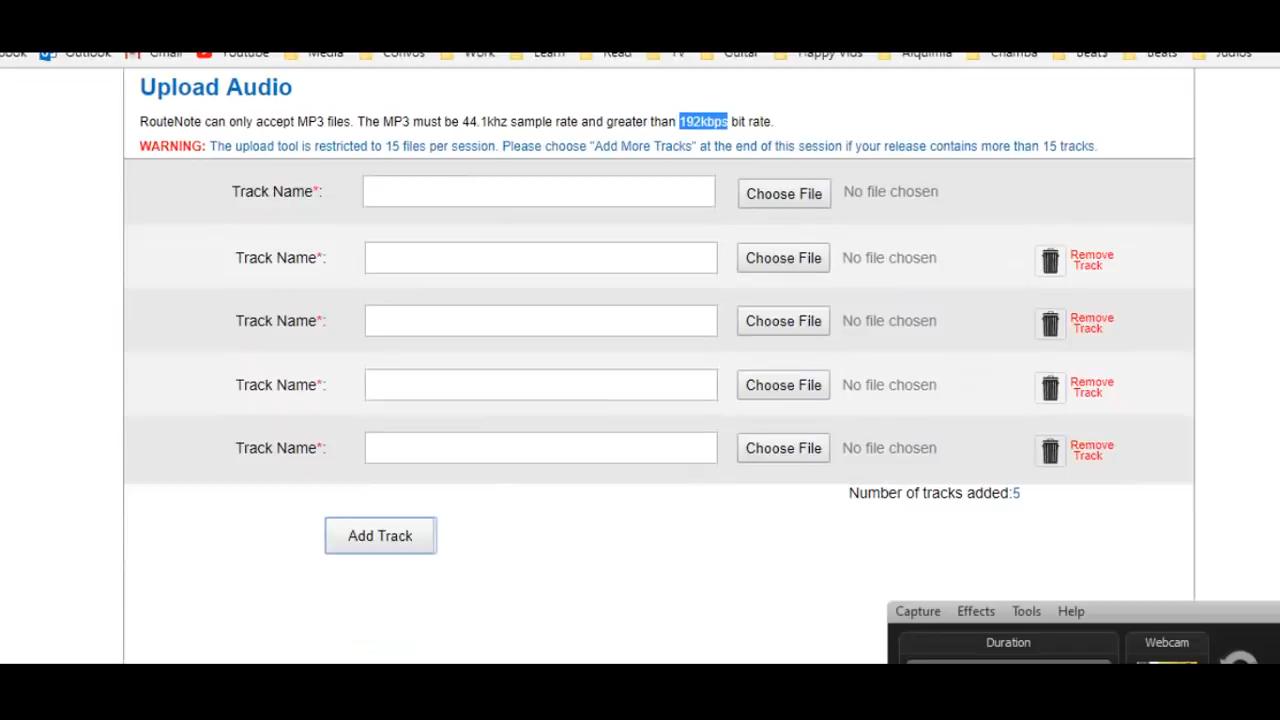 Outlook Gmail Youtube Media Convos Work Learn Read TV Guitar Happy Vids Alquimia Chamba Beats Beats Judios
Upload Audio
RouteNote can only accept MP3 files. The MP3 must be 44.1khz sample rate and greater than 192kbps bit rate.
WARNING: The upload tool is restricted to 15 files per session. Please choose "Add More Tracks" at the end of this session if your release contains more than 15 tracks.
Track Name*: Choose File No file chosen
Track Name*: Choose File No file chosen Remove Track
Track Name*: Choose File No file chosen Remove Track
Track Name*: Choose File No file chosen Remove Track
Track Name*: Choose File No file chosen Remove Track
Number of tracks added:5
Add Track
Capture Effects Tools Help
Duration Webcam